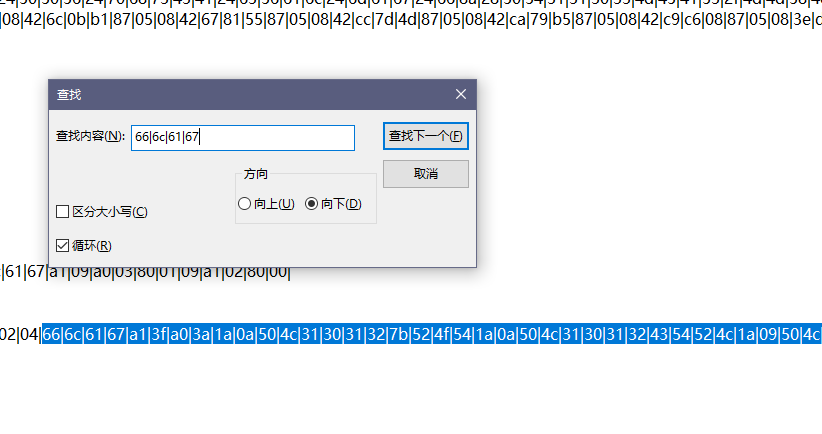 |08|42|6c|0b|b1|87|05|08|42|67|81|55|87|05|08|42|cc|7d|4d|87|05|08|42|ca|79|b5|87|05|08|42|c9|c6|08|87|05|08|3e|c
查找
查找内容(N): 66|6c|61|67
查找下一个(F)
取消
方向
向上(U) 向下(D)
区分大小写(C)
循环(R)
|61|67|a1|09|a0|03|80|01|09|a1|02|80|00|
02|04|66|6c|61|67|a1|3f|a0|3a|1a|0a|50|4c|31|30|31|32|7b|52|4f|54|1a|0a|50|4c|31|30|31|32|43|54|52|4c|1a|09|50|4c|